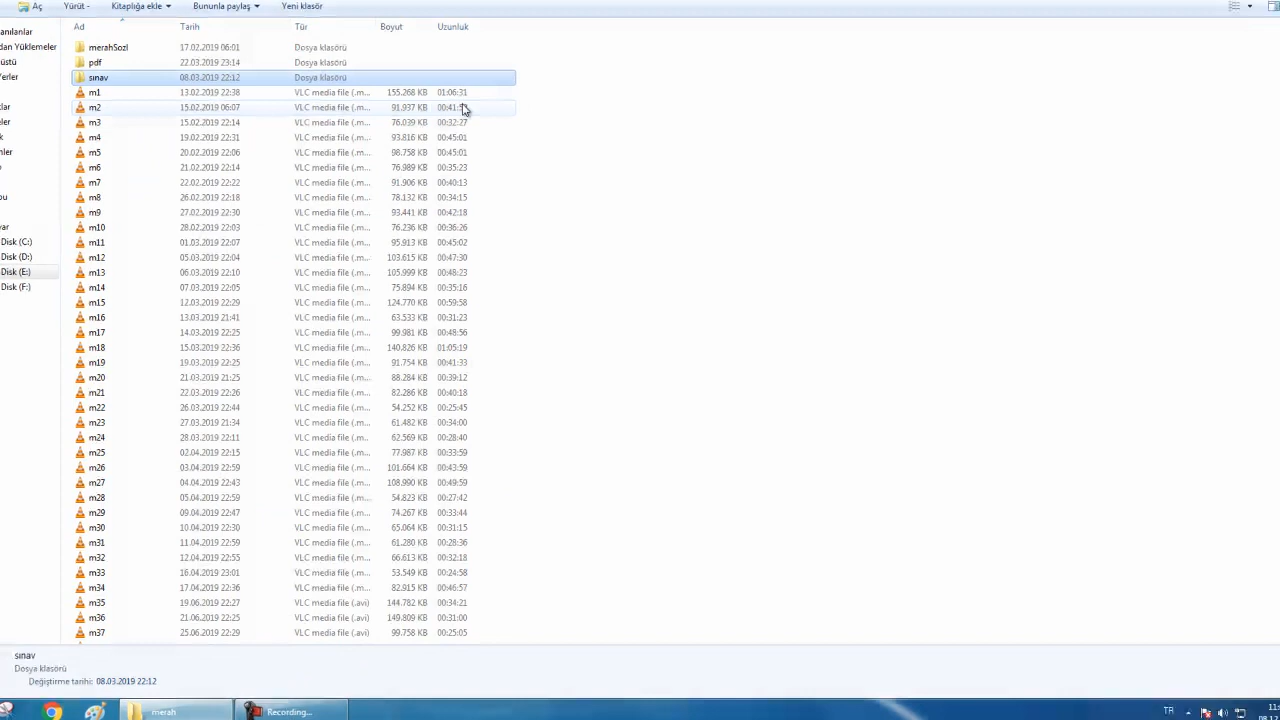 Aç Yürüt Kitaplığa ekle Bununla paylaş Yeni klasör
Ad Tarih Tür Boyut Uzunluk
merahSozl 17.02.2019 06:01 Dosya klasörü
pdf 22.03.2019 23:14 Dosya klasörü
sınav 08.03.2019 22:12 Dosya klasörü
m1 13.02.2019 22:38 VLC media file (.m... 155.268 KB 01:06:31
m2 15.02.2019 06:07 VLC media file (.m... 91.937 KB
m3 15.02.2019 22:14 VLC media file (.m... 76.039 KB 00:32:27
m4 19.02.2019 22:31 VLC media file (.m... 93.816 KB 00:45:01
m5 20.02.2019 22:06 VLC media file (.m... 98.758 KB 00:45:01
m6 21.02.2019 22:14 VLC media file (.m... 76.989 KB 00:35:23
m7 22.02.2019 22:22 VLC media file (.m... 91.906 KB 00:40:13
m8 26.02.2019 22:18 VLC media file (.m... 78.132 KB 00:34:15
m9 27.02.2019 22:30 VLC media file (.m... 93.441 KB 00:42:18
m10 28.02.2019 22:03 VLC media file (.m... 76.236 KB 00:36:26
m11 01.03.2019 22:07 VLC media file (.m... 95.913 KB 00:45:02
m12 05.03.2019 22:04 VLC media file (.m... 103.615 KB 00:47:30
m13 06.03.2019 22:10 VLC media file (.m... 105.999 KB 00:48:23
m14 07.03.2019 22:05 VLC media file (.m... 75.894 KB 00:35:16
m15 12.03.2019 22:29 VLC media file (.m... 124.770 KB 00:59:58
m16 13.03.2019 21:41 VLC media file (.m... 63.533 KB 00:31:23
m17 14.03.2019 22:25 VLC media file (.m... 99.981 KB 00:48:56
m18 15.03.2019 22:36 VLC media file (.m... 140.826 KB 01:05:19
m19 19.03.2019 22:25 VLC media file (.m... 91.754 KB 00:41:33
m20 21.03.2019 21:25 VLC media file (.m... 88.284 KB 00:39:12
m21 22.03.2019 22:26 VLC media file (.m... 82.286 KB 00:40:18
m22 26.03.2019 22:44 VLC media file (.m... 54.252 KB 00:25:45
m23 27.03.2019 21:34 VLC media file (.m... 61.482 KB 00:34:00
m24 28.03.2019 22:11 VLC media file (.m... 62.569 KB 00:28:40
m25 02.04.2019 22:15 VLC media file (.m... 77.987 KB 00:33:59
m26 03.04.2019 22:59 VLC media file (.m... 101.664 KB 00:43:59
m27 04.04.2019 22:43 VLC media file (.m... 108.990 KB 00:49:59
m28 05.04.2019 22:59 VLC media file (.m... 54.823 KB 00:27:42
m29 09.04.2019 22:47 VLC media file (.m... 74.267 KB 00:33:44
m30 10.04.2019 22:30 VLC media file (.m... 65.064 KB 00:31:15
m31 11.04.2019 22:59 VLC media file (.m... 61.280 KB 00:28:36
m32 12.04.2019 22:55 VLC media file (.m... 66.613 KB 00:32:18
m33 16.04.2019 23:01 VLC media file (.m... 53.549 KB 00:24:58
m34 17.04.2019 22:36 VLC media file (.m... 82.915 KB 00:46:57
m35 19.06.2019 22:27 VLC media file (.avi) 144.782 KB 00:34:21
m36 21.06.2019 22:25 VLC media file (.avi) 149.809 KB 00:31:00
m37 25.06.2019 22:29 VLC media file (.avi) 99.758 KB 00:25:05
Disk (C:)
Disk (D:)
Disk (E:)
Disk (F:)
sınav
Dosya klasörü
Değiştirme tarihi: 08.03.2019 22:12
merah Recording... TR